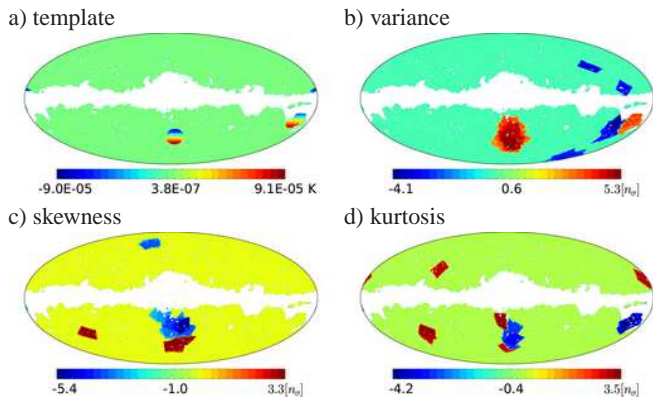 a) template
b) variance
-9.0E-05 3.8E-07 9.1E-05 K
-4.1 0.6 5.3[nσ]
c) skewness
d) kurtosis
-5.4 -1.0 3.3[nσ]
-4.2 -0.4 3.5[nσ]